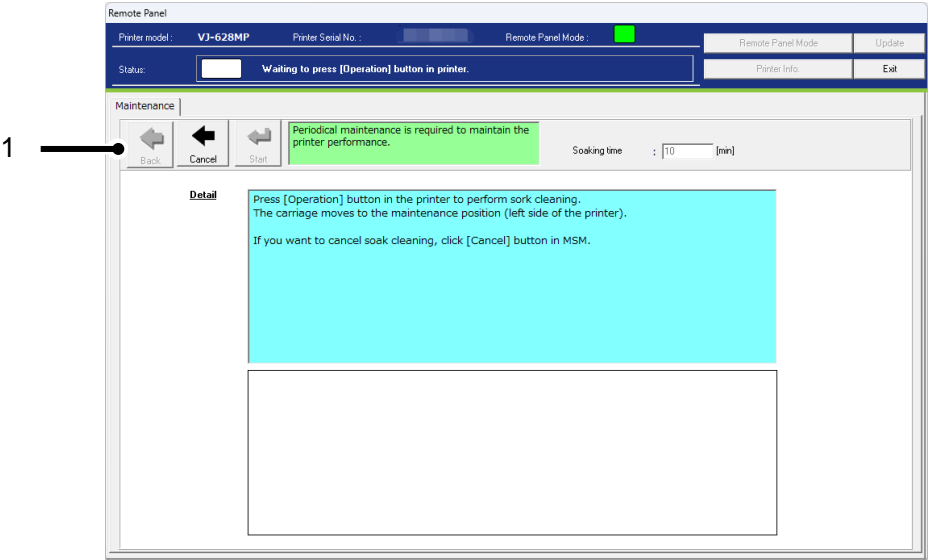 Remote Panel
Printer model : VJ-628MP Printer Serial No. : Remote Panel Mode :
Remote Panel Mode Update
Status: Waiting to press [Operation] button in printer.
Printer Info. Exit
Maintenance
1
Back Cancel Start
Periodical maintenance is required to maintain the
printer performance.
Soaking time : 10 [min]
Detail
Press [Operation] button in the printer to perform sork cleaning.
The carriage moves to the maintenance position (left side of the printer).
If you want to cancel soak cleaning, click [Cancel] button in MSM.